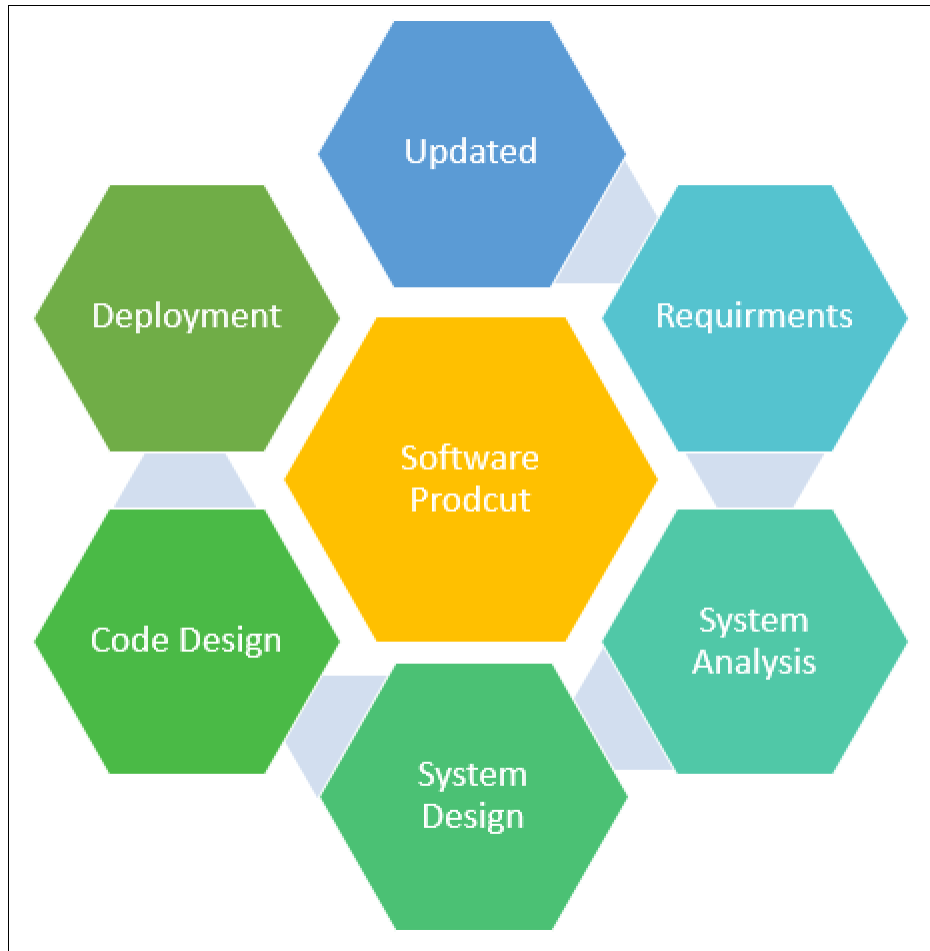 Updated
Deployment
Requirments
Software
Prodcut
Code Design
System
Analysis
System
Design